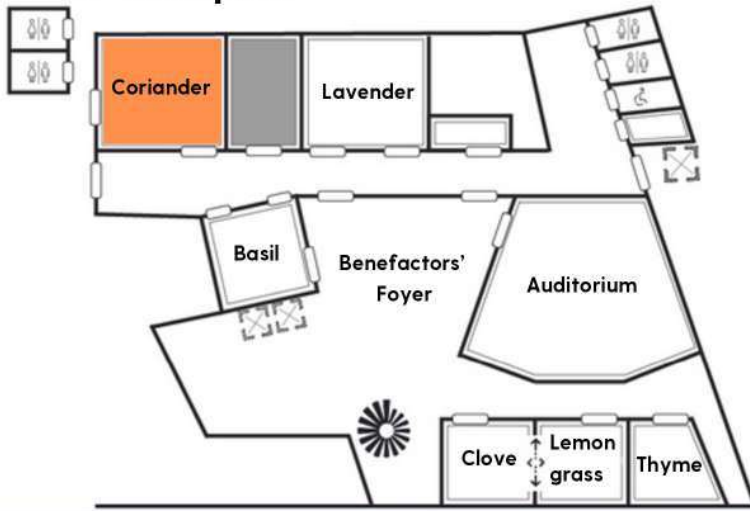 Coriander
Lavender
Basil
Benefactors'
Foyer
Auditorium
Clove
Lemon
grass
Thyme